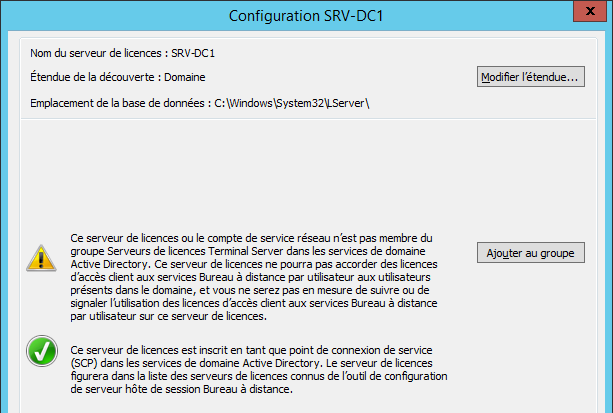 Configuration SRV-DC1
x
Nom du serveur de licences : SRV-DC1
Étendue de la découverte : Domaine
Modifier l'étendue...
Emplacement de la base de données : C:\Windows\System32\LServer\
Ce serveur de licences ou le compte de service réseau n'est pas membre du
groupe Serveurs de licences Terminal Server dans les services de domaine
Active Directory. Ce serveur de licences ne pourra pas accorder des licences
d'accès client aux services Bureau à distance par utilisateur aux utilisateurs
présents dans le domaine, et vous ne serez pas en mesure de suivre ou de
signaler l'utilisation des licences d'accès client aux services Bureau à distance
par utilisateur sur ce serveur de licences.
Ajouter au groupe
Ce serveur de licences est inscrit en tant que point de connexion de service
(SCP) dans les services de domaine Active Directory. Le serveur de licences
figurera dans la liste des serveurs de licences connus de l'outil de configuration
de serveur hôte de session Bureau à distance.